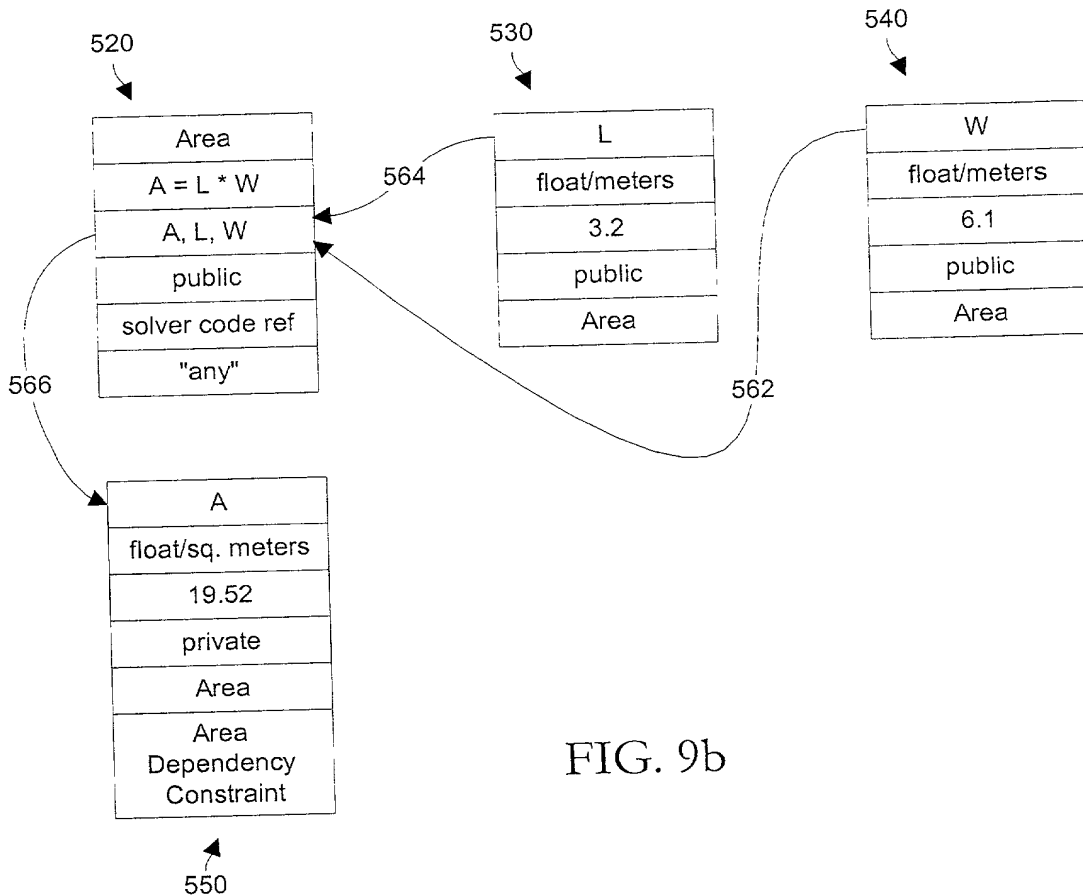 520
Area
A = L * W
A, L, W
public
solver code ref
"any"
530
L
float/meters
3.2
public
Area
540
W
float/meters
6.1
public
Area
564
562
566
A
float/sq. meters
19.52
private
Area
Area
Dependency
Constraint
550
FIG. 9b